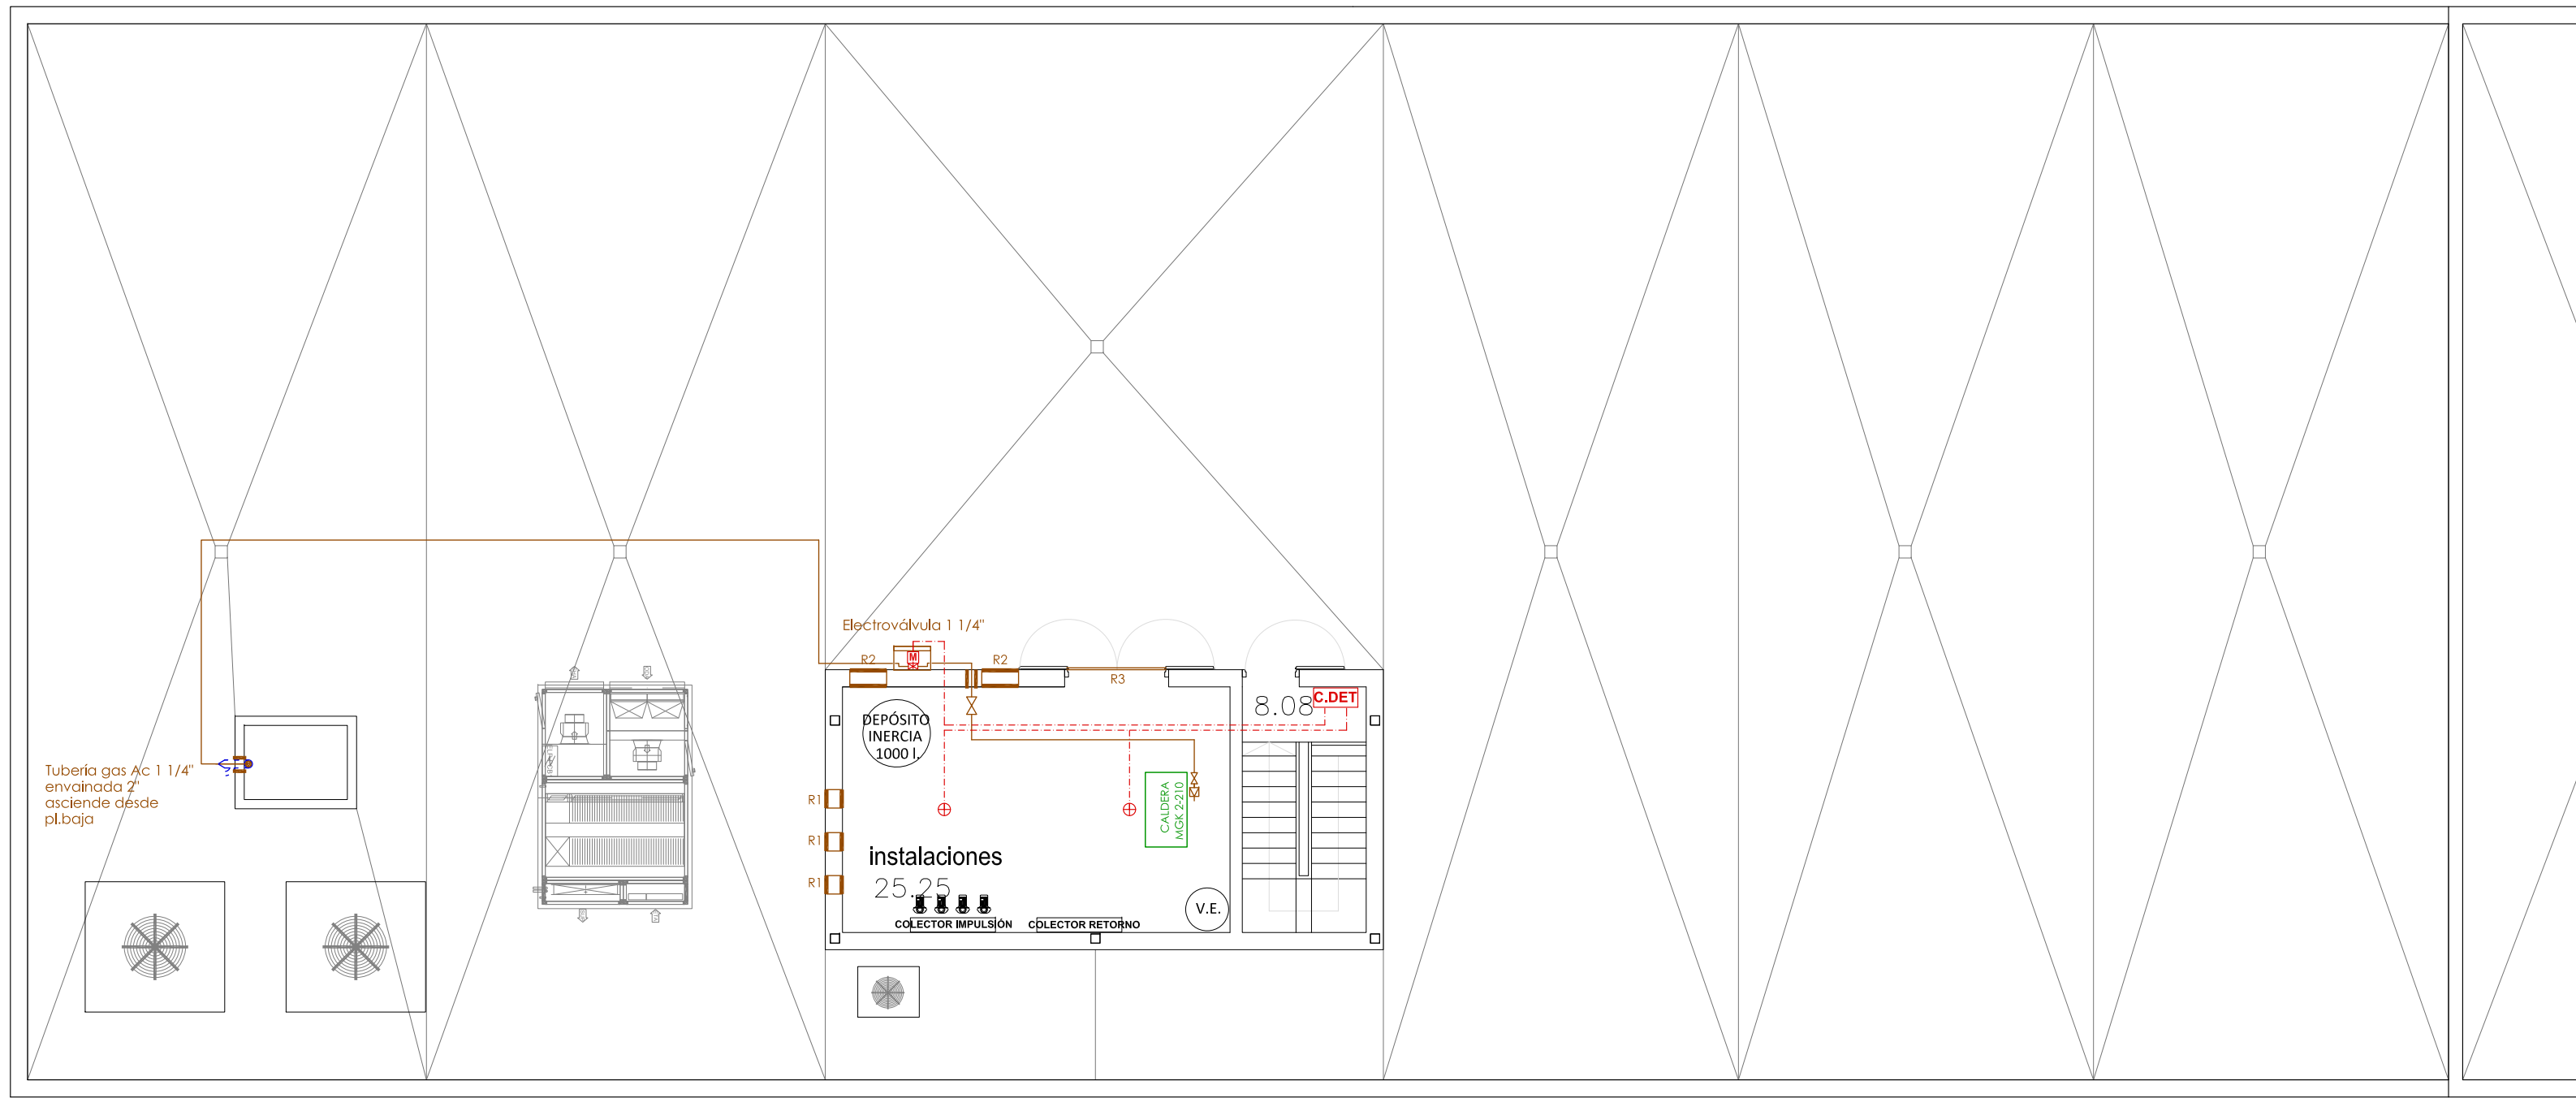 Electroválvula 1 1/4"
R2
M
R2
R3
8.08
C.DET
DEPÓSITO
INERCIA
1000 l.
Tubería gas Ac 1 1/4"
envainada 2"
asciende desde
pl.baja
R1
R1
R1
CALDERA
MGK 2-210
instalaciones
25.25
V.E.
COLECTOR IMPULSIÓN
COLECTOR RETORNO